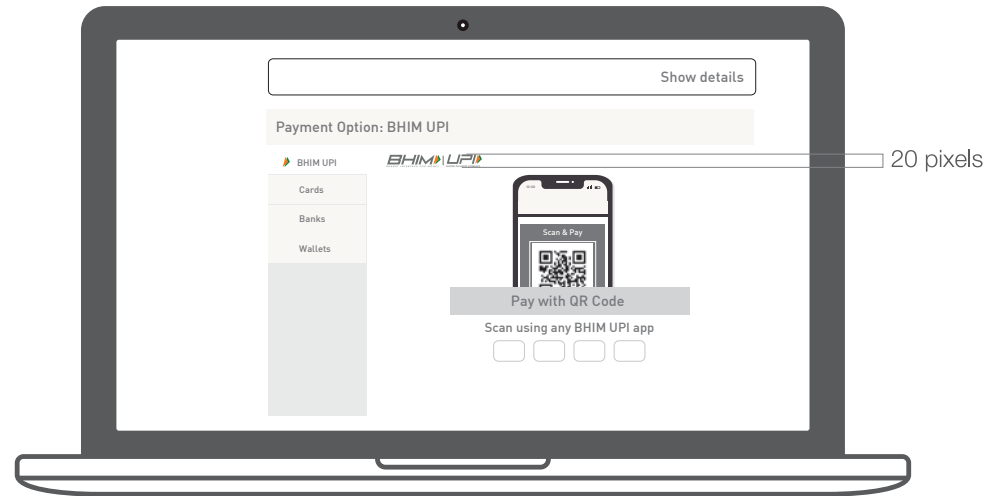 Show details
Payment Option: BHIM UPI
BHIM UPI
BHIM UPI
20 pixels
Cards
Banks
Wallets
Scan & Pay
Pay with QR Code
Scan using any BHIM UPI app